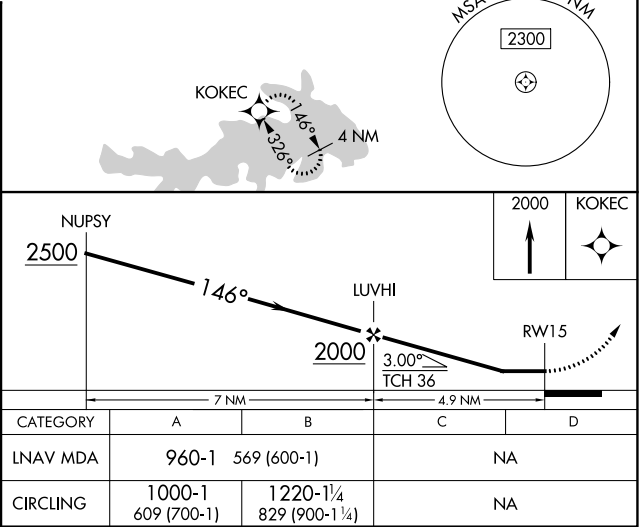 MSA NM
2300
KOKEC
146°
4 NM
326°
2000 KOKEC
NUPSY
2500
146°
LUVHI
2000
3.00°
TCH 36
RW15
7 NM 4.9 NM
CATEGORY A B C D
LNAV MDA 960-1 569 (600-1) NA
CIRCLING 1000-1 1220-1¼ NA
609 (700-1) 829 (900-1¼)